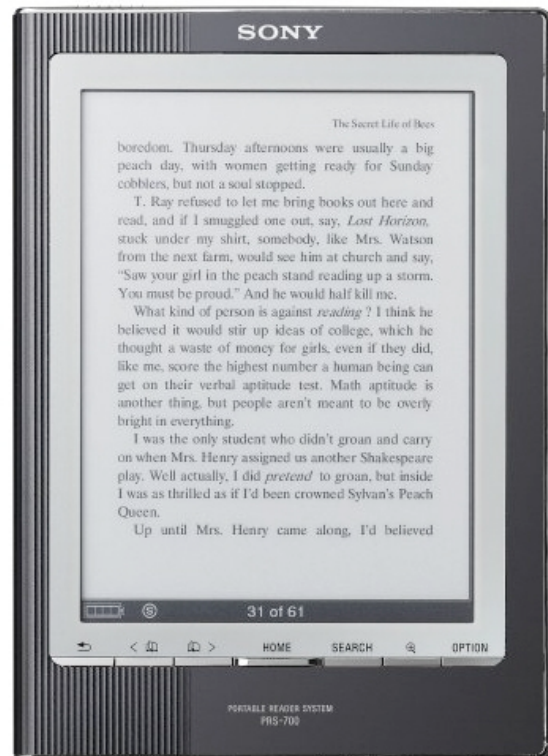 SONY
The Secret Life of Bees
boredom. Thursday afternoons were usually a big
peach day, with women getting ready for Sunday
cobblers, but not a soul stopped.
T. Ray refused to let me bring books out here and
read, and if I smuggled one out, say, Lost Horizon,
stuck under my shirt, somebody, like Mrs. Watson
from the next farm, would see him at church and say,
“Saw your girl in the peach stand reading up a storm.
You must be proud.” And he would half kill me.
What kind of person is against reading ? I think he
believed it would stir up ideas of college, which he
thought a waste of money for girls, even if they did,
like me, score the highest number a human being can
get on their verbal aptitude test. Math aptitude is
another thing, but people aren’t meant to be overly
bright in everything.
I was the only student who didn’t groan and carry
on when Mrs. Henry assigned us another Shakespeare
play. Well actually, I did pretend to groan, but inside
I was as thrilled as if I’d been crowned Sylvan’s Peach
Queen.
Up until Mrs. Henry came along, I’d believed
S 31 of 61
< > HOME SEARCH OPTION
PORTABLE READER SYSTEM
PRS-700